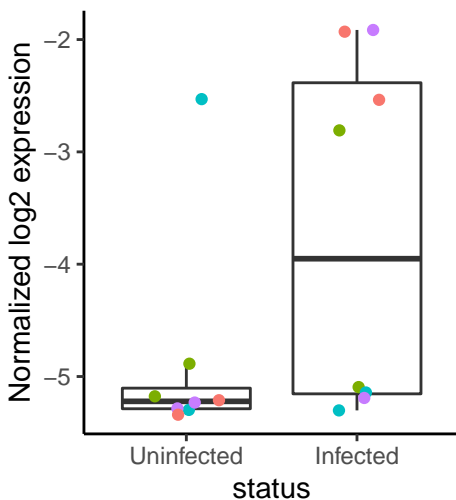 Normalized log2 expression
−2
−3
−4
−5
Uninfected
Infected
status